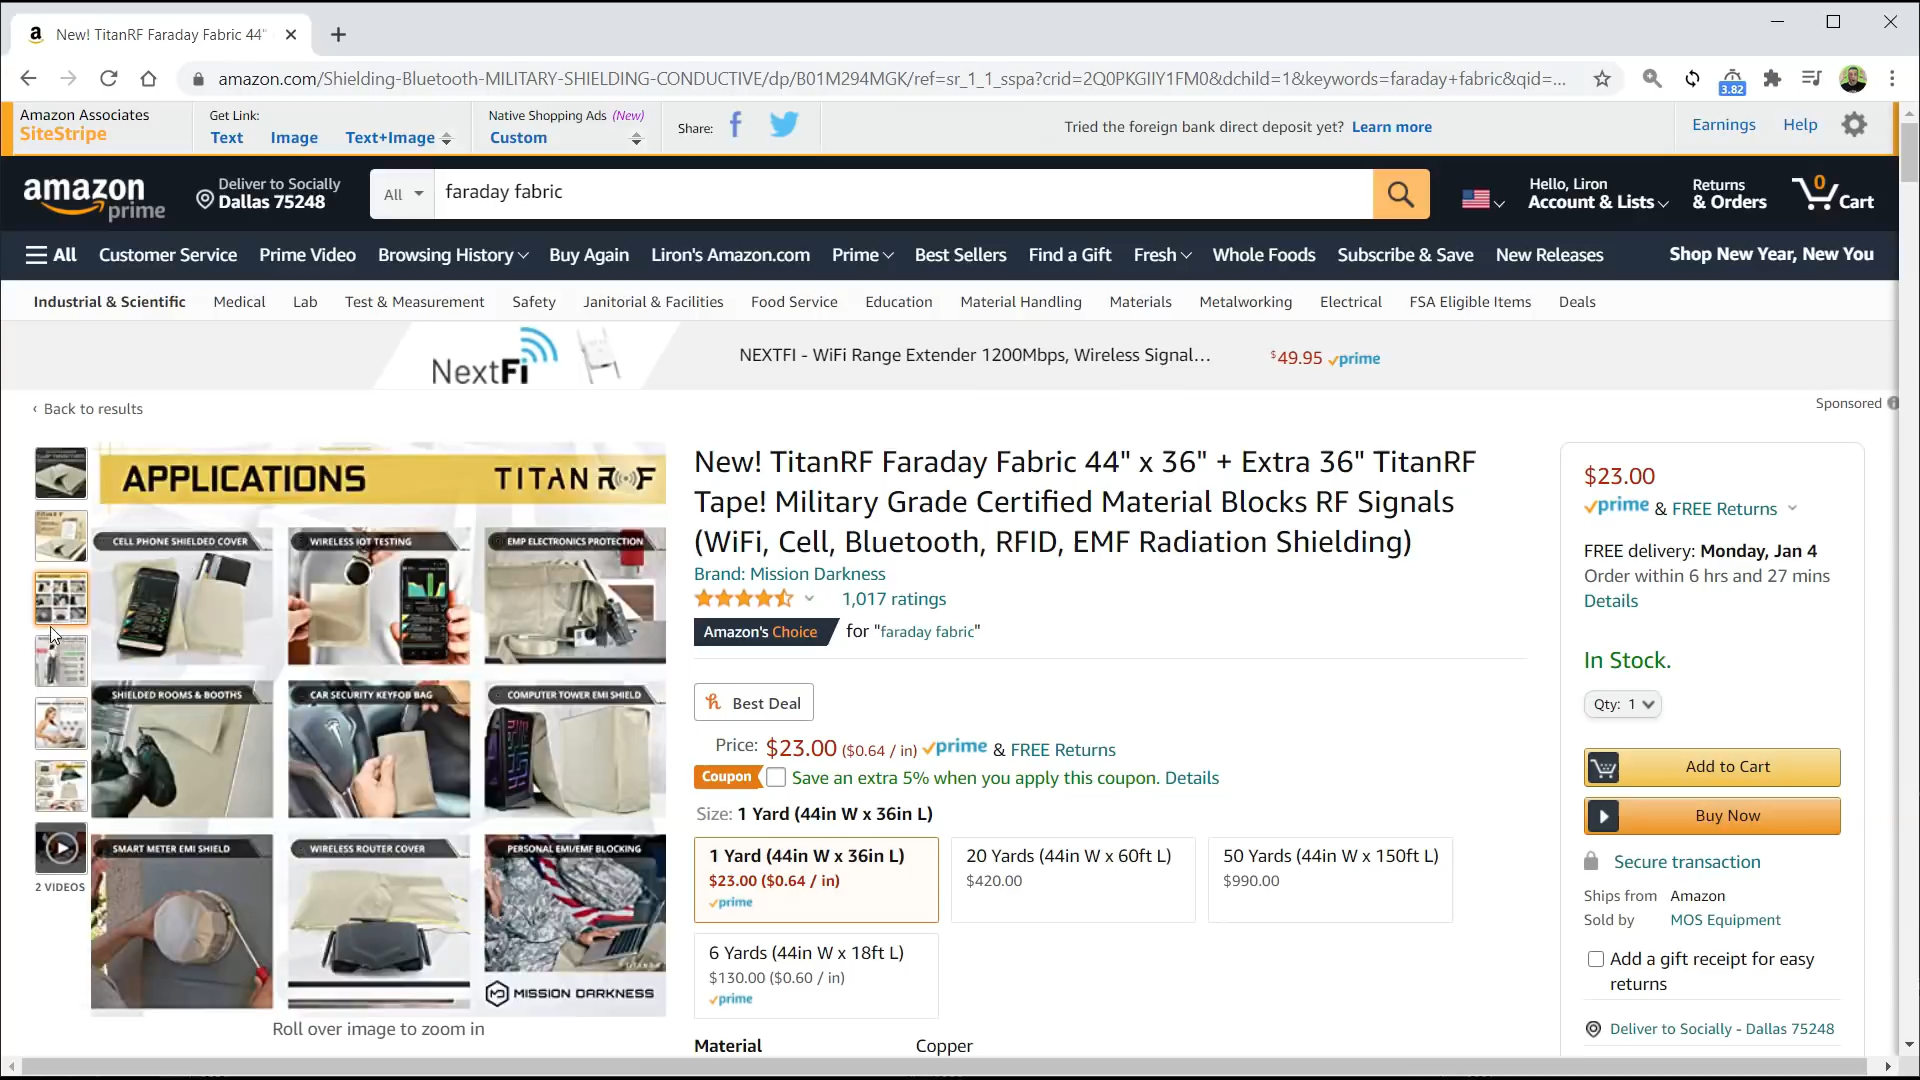 New! TitanRF Faraday Fabric 44"
amazon.com/Shielding-Bluetooth-MILITARY-SHIELDING-CONDUCTIVE/dp/B01M294MGK/ref=sr_1_1_sspa?crid=2Q0PKGIIY1FM0&dchild=1&keywords=faraday+fabric&qid=...
3.82
Amazon Associates
SiteStripe
Get Link:
Text Image Text+Image
Native Shopping Ads (New)
Custom
Share:
Tried the foreign bank direct deposit yet? Learn more
Earnings Help
amazon prime
Deliver to Socially
Dallas 75248
All
faraday fabric
Hello, Liron
Account & Lists
Returns
& Orders
0
Cart
All Customer Service Prime Video Browsing History Buy Again Liron's Amazon.com Prime Best Sellers Find a Gift Fresh Whole Foods Subscribe & Save New Releases Shop New Year, New You
Industrial & Scientific Medical Lab Test & Measurement Safety Janitorial & Facilities Food Service Education Material Handling Materials Metalworking Electrical FSA Eligible Items Deals
NextFi
NEXTFI - WiFi Range Extender 1200Mbps, Wireless Signal...
$49.95 prime
‹ Back to results
Sponsored
APPLICATIONS
TITAN RF
CELL PHONE SHIELDED COVER
WIRELESS IOT TESTING
EMP ELECTRONICS PROTECTION
SHIELDED ROOMS & BOOTHS
CAR SECURITY KEYFOB BAG
COMPUTER TOWER EMI SHIELD
SMART METER EMI SHIELD
WIRELESS ROUTER COVER
PERSONAL EMI/EMF BLOCKING
MISSION DARKNESS
2 VIDEOS
Roll over image to zoom in
New! TitanRF Faraday Fabric 44" x 36" + Extra 36" TitanRF
Tape! Military Grade Certified Material Blocks RF Signals
(WiFi, Cell, Bluetooth, RFID, EMF Radiation Shielding)
Brand: Mission Darkness
1,017 ratings
Amazon's Choice for "faraday fabric"
Best Deal
Price: $23.00 ($0.64 / in) prime & FREE Returns
Coupon Save an extra 5% when you apply this coupon. Details
Size: 1 Yard (44in W x 36in L)
1 Yard (44in W x 36in L)
$23.00 ($0.64 / in)
prime
20 Yards (44in W x 60ft L)
$420.00
50 Yards (44in W x 150ft L)
$990.00
6 Yards (44in W x 18ft L)
$130.00 ($0.60 / in)
prime
Material Copper
$23.00
prime & FREE Returns
FREE delivery: Monday, Jan 4
Order within 6 hrs and 27 mins
Details
In Stock.
Qty: 1
Add to Cart
Buy Now
Secure transaction
Ships from Amazon
Sold by MOS Equipment
Add a gift receipt for easy
returns
Deliver to Socially - Dallas 75248